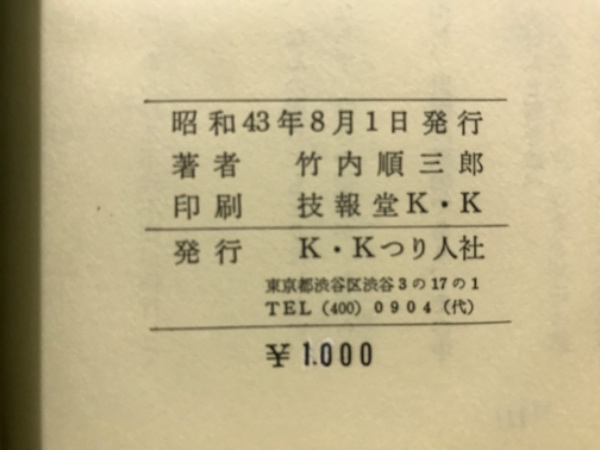 昭和43年8月1日発行
著者 竹内順三郎
印刷 技報堂K・K
発行 K・Kつり人社
東京都渋谷区渋谷3の17の1
TEL (400) 0904 (代)
¥1.000